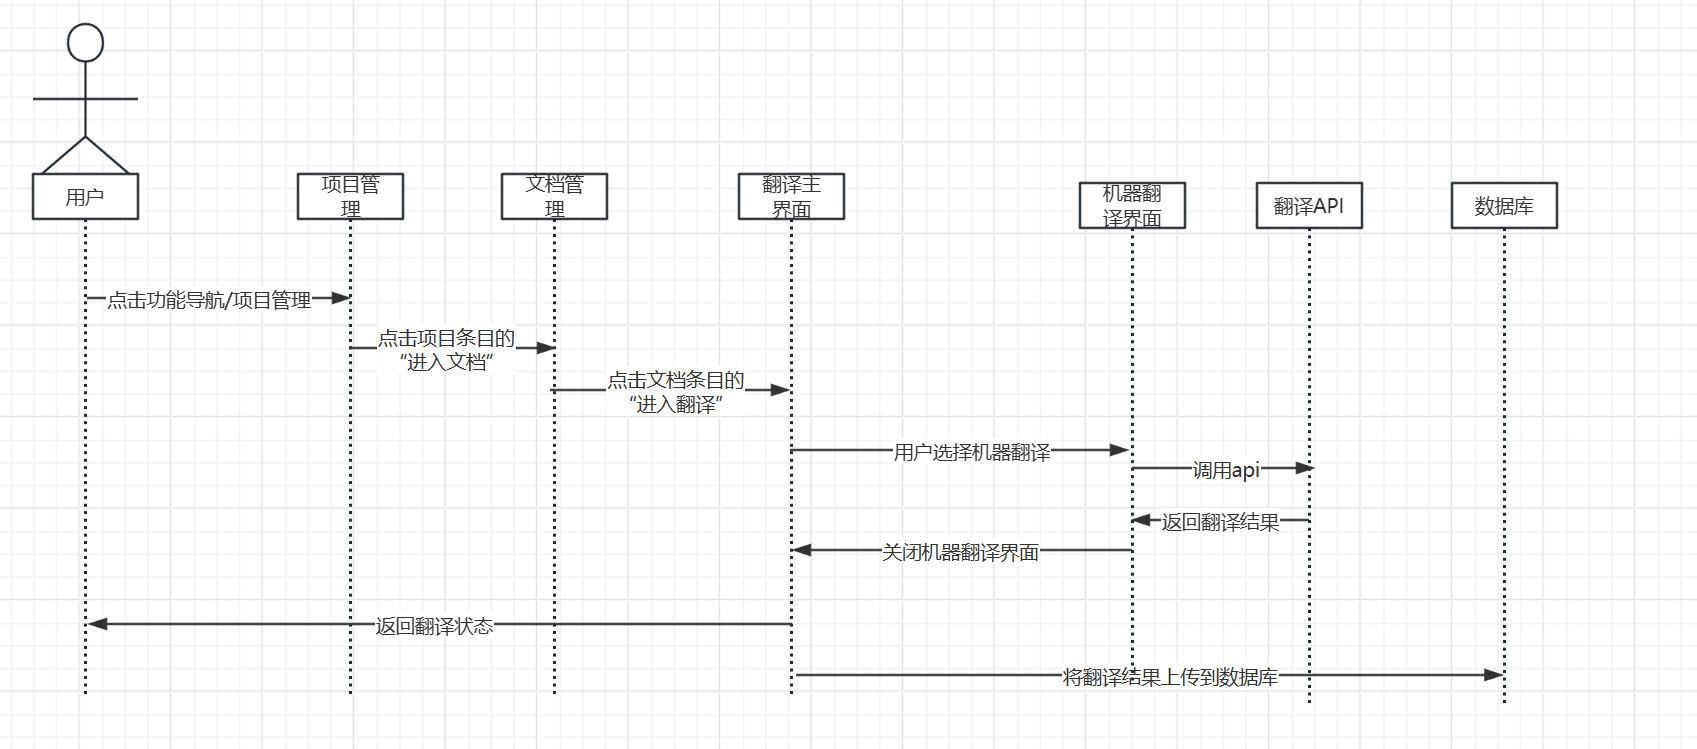 用户
项目管
理
文档管
理
翻译主
界面
机器翻
译界面
翻译API
数据库
点击功能导航/项目管理
点击项目条目的
“进入文档”
点击文档条目的
“进入翻译”
用户选择机器翻译
调用api
返回翻译结果
关闭机器翻译界面
返回翻译状态
将翻译结果上传到数据库